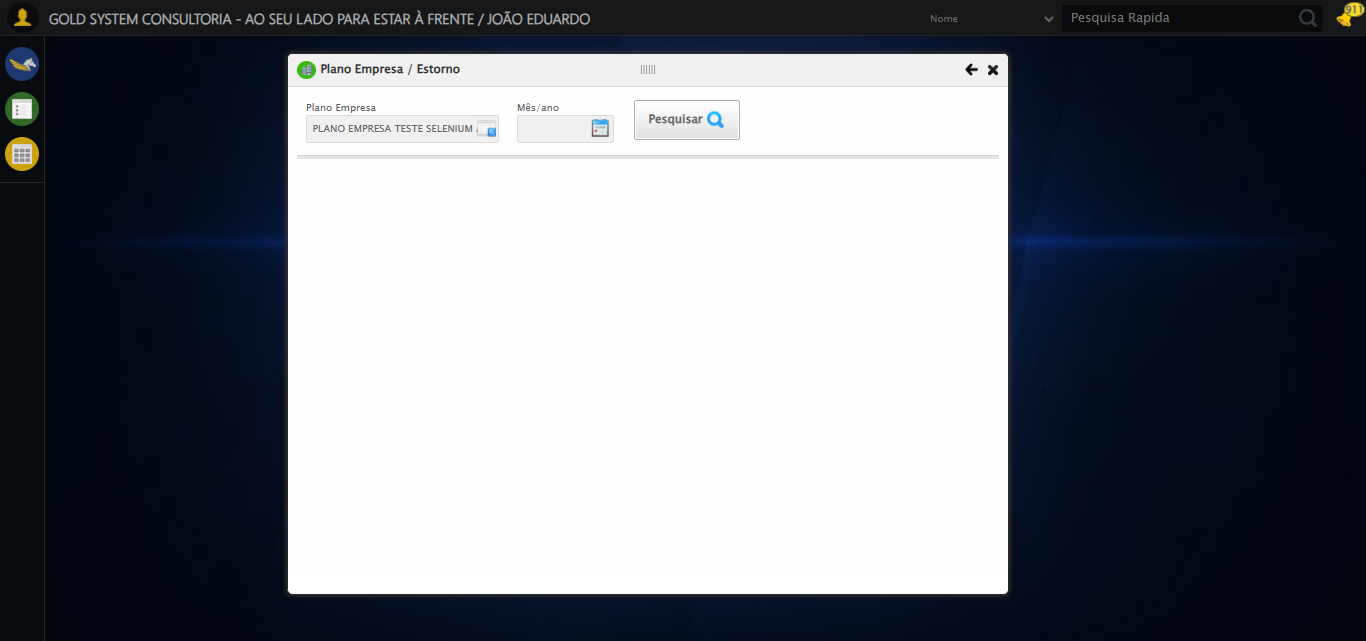 GOLD SYSTEM CONSULTORIA - AO SEU LADO PARA ESTAR À FRENTE / JOÃO EDUARDO
Nome
Pesquisa Rapida
911
Plano Empresa / Estorno
Plano Empresa
Mês/ano
PLANO EMPRESA TESTE SELENIUM
Pesquisar